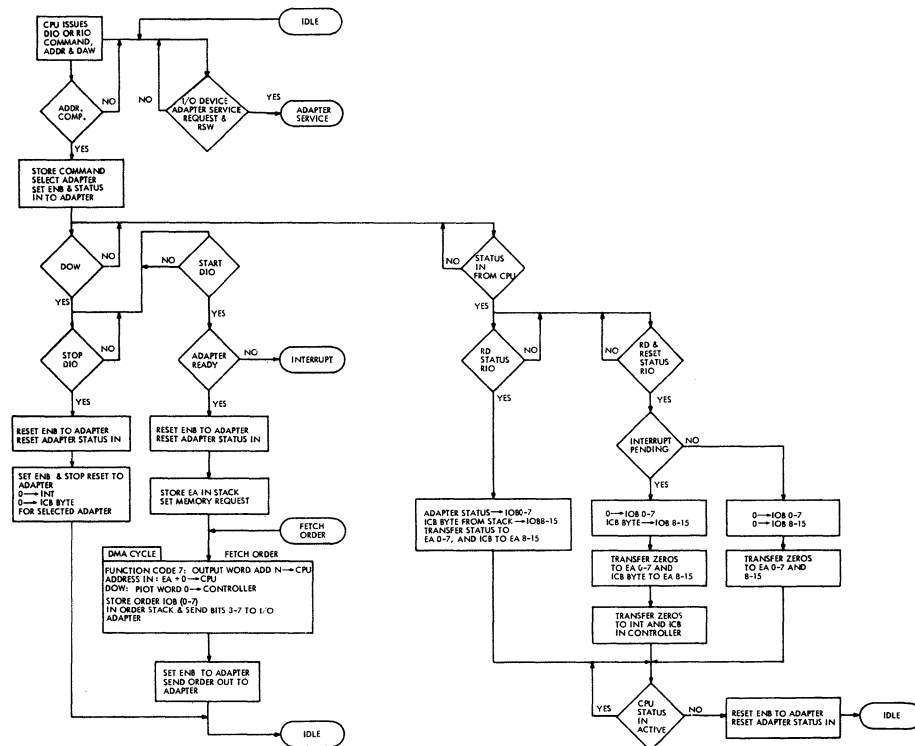 CPU ISSUES
DIO OR RIO
COMMAND,
ADDR & DAW
IDLE
ADDR.
COMP.
NO
YES
NO
I/O DEVICE
ADAPTER SERVICE
REQUEST &
RSW
YES
ADAPTER
SERVICE
STORE COMMAND
SELECT ADAPTER
SET ENB & STATUS
IN TO ADAPTER
DOW
NO
YES
NO
START
DIO
YES
NO
STATUS
IN
FROM CPU
YES
STOP
DIO
NO
YES
ADAPTER
READY
NO
INTERRUPT
YES
RD
STATUS
RIO
NO
YES
NO
RD &
RESET
STATUS
RIO
YES
RESET ENB TO ADAPTER
RESET ADAPTER STATUS IN
RESET ENB TO ADAPTER
RESET ADAPTER STATUS IN
INTERRUPT
PENDING
NO
YES
SET ENB & STOP RESET TO
ADAPTER
0→ INT
0→ ICB BYTE
FOR SELECTED ADAPTER
STORE EA IN STACK
SET MEMORY REQUEST
ADAPTER STATUS→IOB0-7
ICB BYTE FROM STACK→IOB8-15
TRANSFER STATUS TO
EA 0-7, AND ICB TO EA 8-15
0→IOB 0-7
ICB BYTE→IOB 8-15
0→IOB 0-7
0→IOB 8-15
FETCH
ORDER
DMA CYCLE
FETCH ORDER
FUNCTION CODE 7: OUTPUT WORD ADD N→CPU
ADDRESS IN: EA + 0→CPU
DOW: PIOT WORD 0→CONTROLLER
STORE ORDER IOB (0-7)
IN ORDER STACK & SEND BITS 3-7 TO I/O
ADAPTER
TRANSFER ZEROS
TO EA 0-7 AND
ICB BYTE TO EA 8-15
TRANSFER ZEROS
TO EA 0-7 AND
8-15
TRANSFER ZEROS
TO INT AND ICB
IN CONTROLLER
SET ENB TO ADAPTER
SEND ORDER OUT TO
ADAPTER
IDLE
YES
CPU
STATUS
IN
ACTIVE
NO
RESET ENB TO ADAPTER
RESET ADAPTER STATUS IN
IDLE